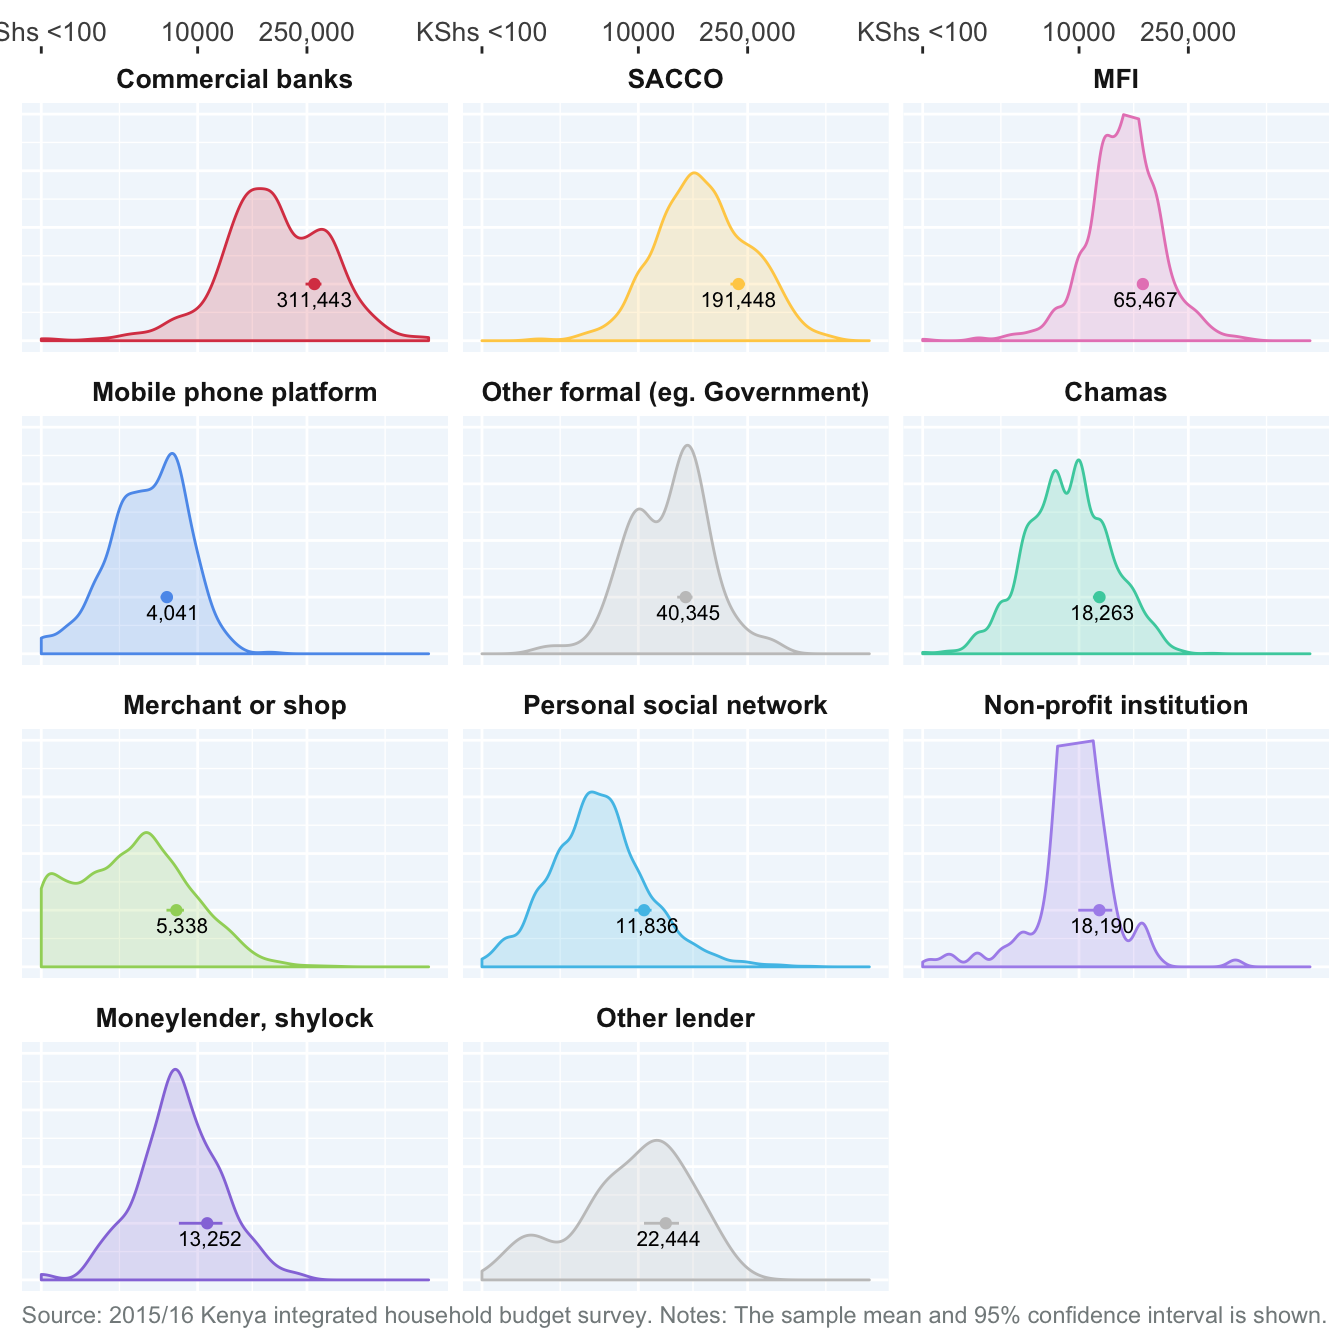 Shs <100 10000 250,000 KShs <100 10000 250,000 KShs <100 10000 250,000
Commercial banks SACCO MFI
311,443 191,448 65,467
Mobile phone platform Other formal (eg. Government) Chamas
4,041 40,345 18,263
Merchant or shop Personal social network Non-profit institution
5,338 11,836 18,190
Moneylender, shylock Other lender
13,252 22,444
Source: 2015/16 Kenya integrated household budget survey. Notes: The sample mean and 95% confidence interval is shown.